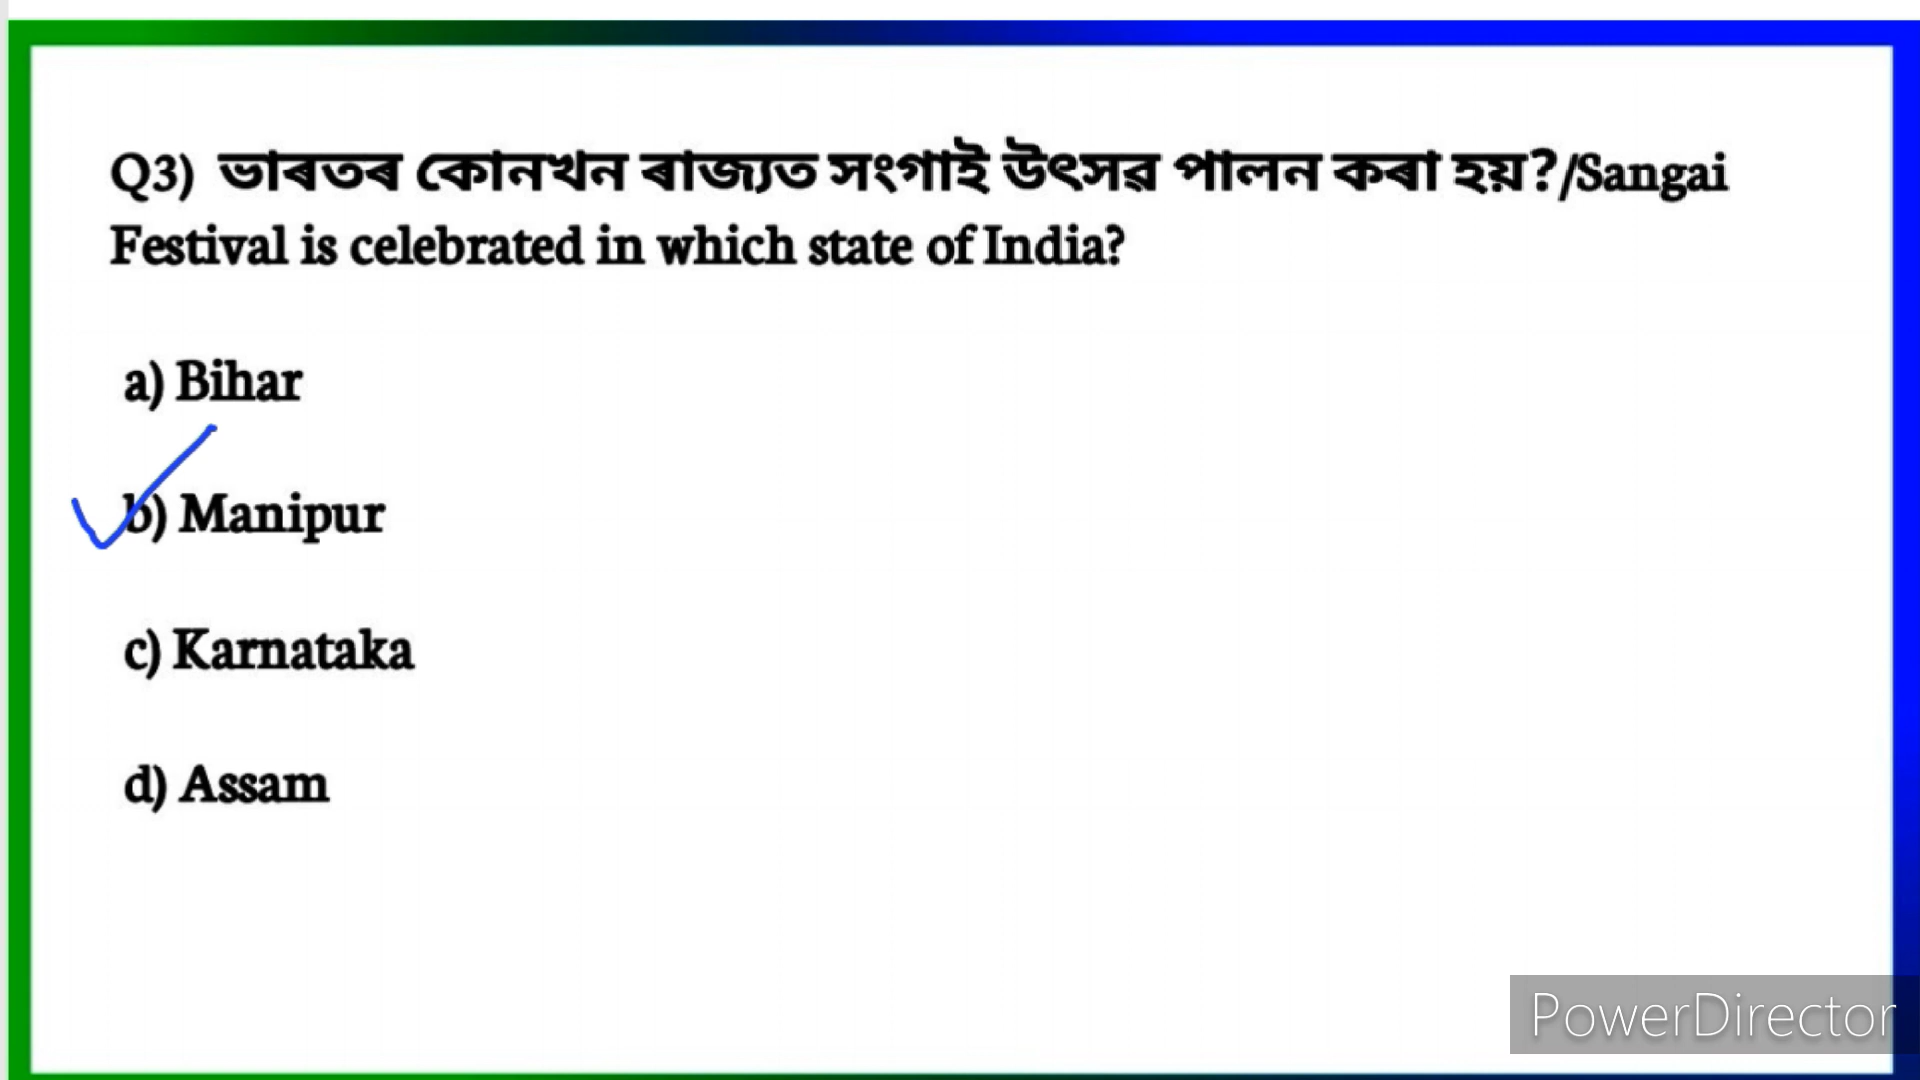 Q3) ভাৰতৰ কোনখন ৰাজ্যত সংগাই উৎসৱ পালন কৰা হয়?/Sangai
Festival is celebrated in which state of India?
a) Bihar
b) Manipur
c) Karnataka
d) Assam
PowerDirector